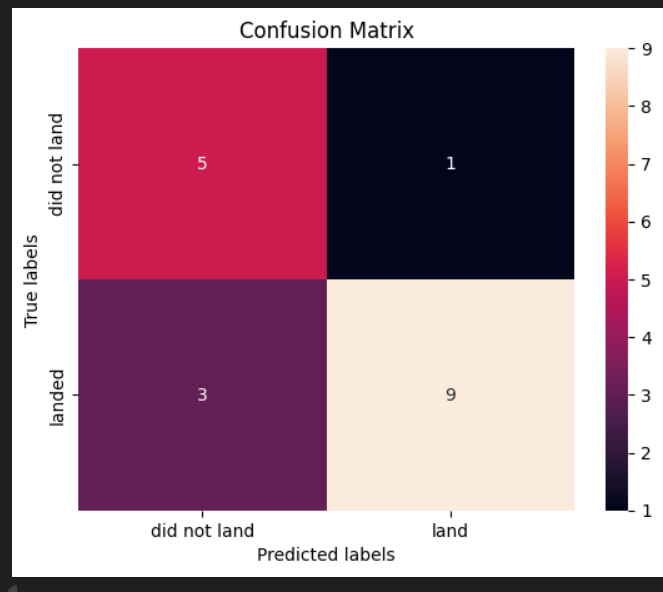 Confusion Matrix
True labels
did not land
5
1
landed
3
9
did not land
land
Predicted labels
9
8
7
6
5
4
3
2
1